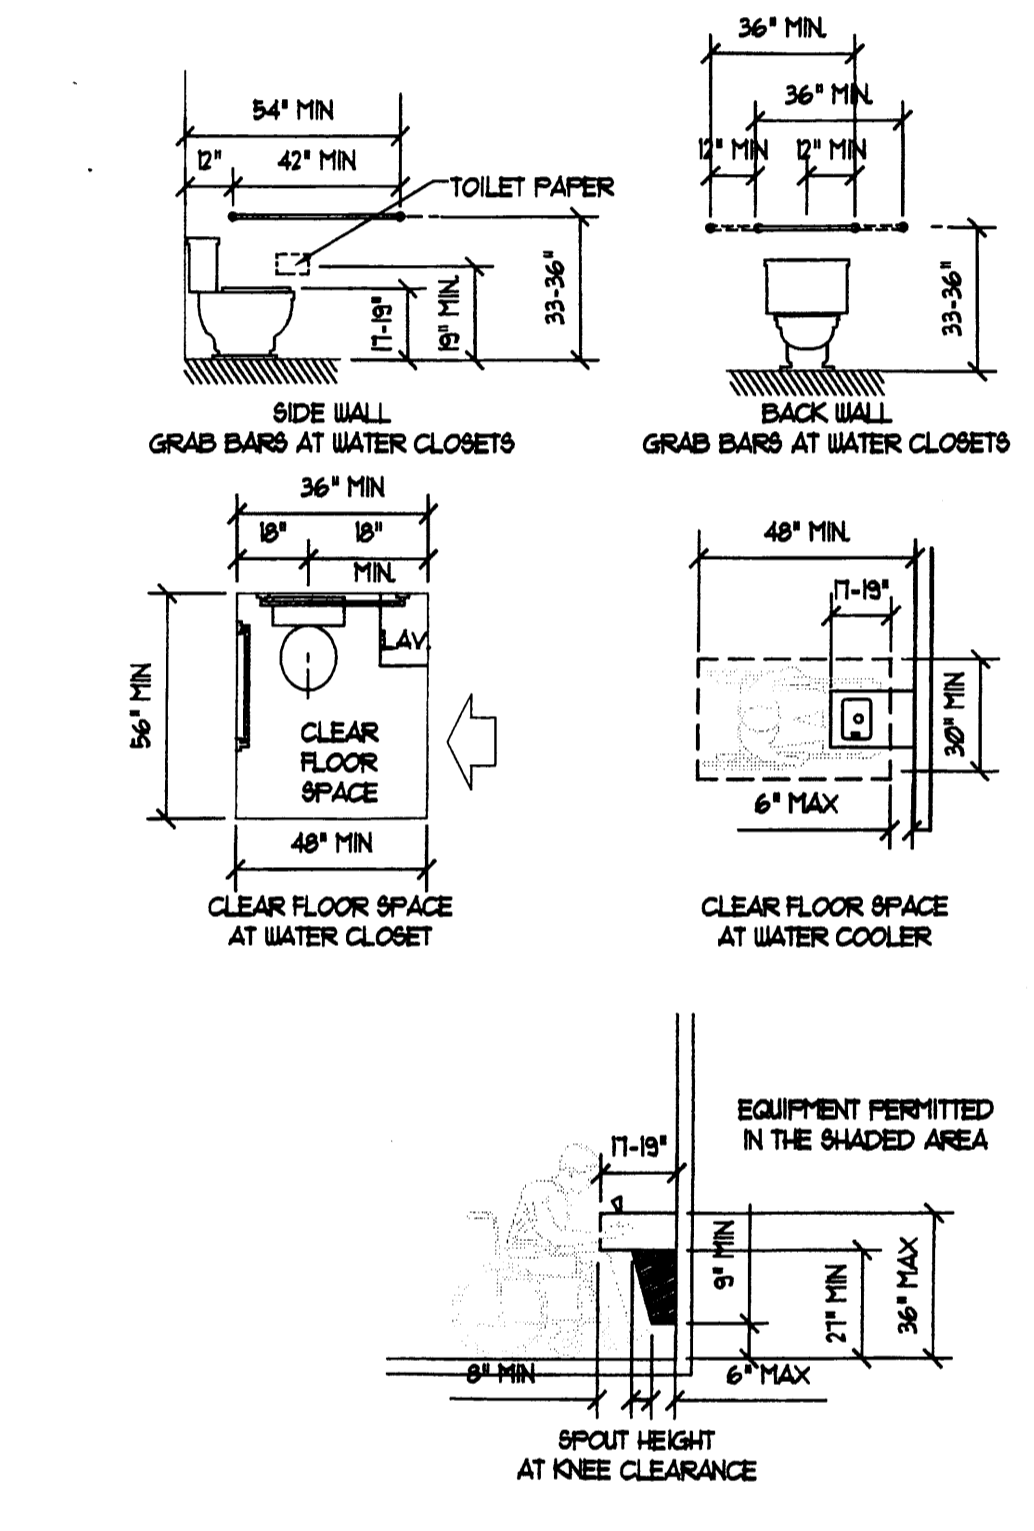 54" MIN
12"
42" MIN
TOILET PAPER
17-19"
19" MIN.
33-36"
SIDE WALL
GRAB BARS AT WATER CLOSETS
36" MIN.
36" MIN.
12" MIN
12" MIN
33-36"
BACK WALL
GRAB BARS AT WATER CLOSETS
36" MIN
18"
18"
MIN.
LAV.
56" MIN
CLEAR
FLOOR
SPACE
48" MIN
CLEAR FLOOR SPACE
AT WATER CLOSET
48" MIN.
17-19"
30" MIN
6" MAX
CLEAR FLOOR SPACE
AT WATER COOLER
EQUIPMENT PERMITTED
IN THE SHADED AREA
17-19"
9" MIN
27" MIN
36" MAX
8" MIN
6" MAX
SPOUT HEIGHT
AT KNEE CLEARANCE